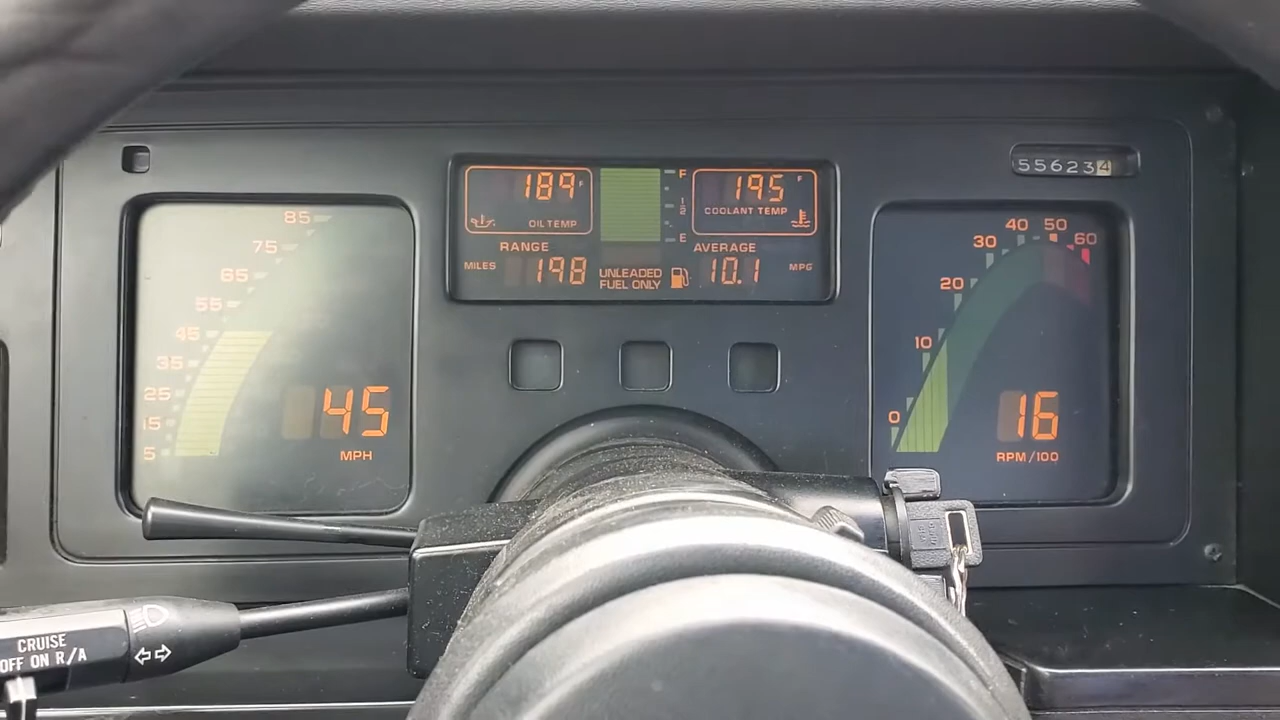 85
75
65
55
45
35
25
15
5
45
MPH
189 F
OIL TEMP
F
1/2
E
195 F
COOLANT TEMP
RANGE
MILES 198
UNLEADED
FUEL ONLY
AVERAGE
10.1 MPG
556234
0
10
20
30
40
50
60
16
RPM/100
CRUISE
OFF ON R/A